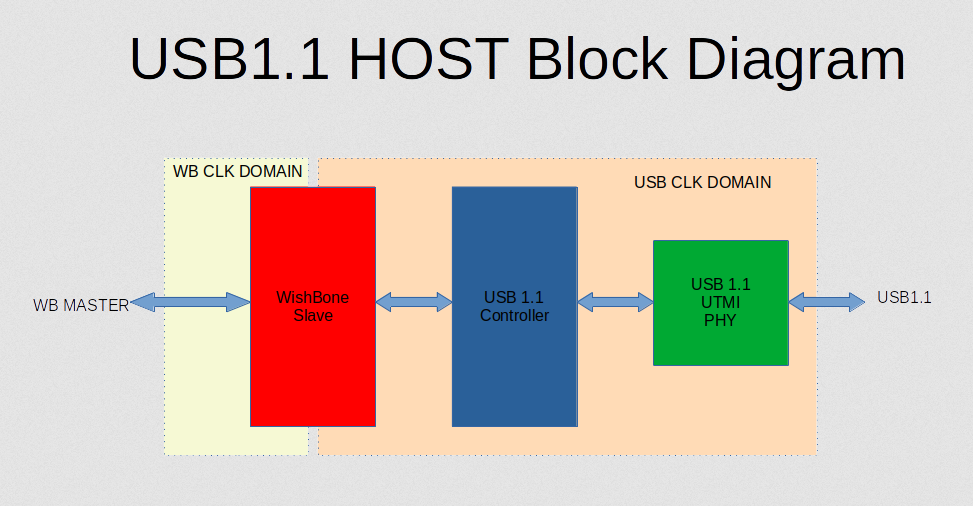 USB1.1 HOST Block Diagram
WB CLK DOMAIN
USB CLK DOMAIN
WB MASTER
WishBone
Slave
USB 1.1
Controller
USB 1.1
UTMI
PHY
USB1.1